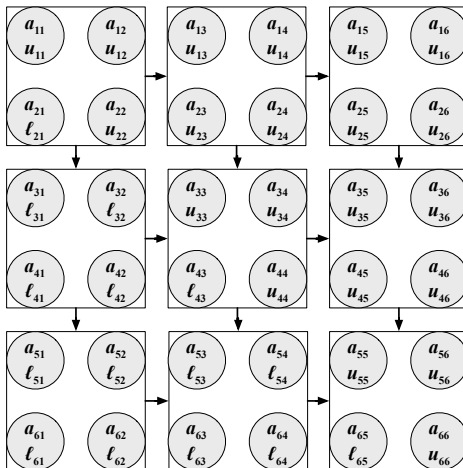 a₁₁ a₁₂ a₁₃ a₁₄ a₁₅ a₁₆
u₁₁ u₁₂ u₁₃ u₁₄ u₁₅ u₁₆
a₂₁ a₂₂ a₂₃ a₂₄ a₂₅ a₂₆
ℓ₂₁ u₂₂ u₂₃ u₂₄ u₂₅ u₂₆
a₃₁ a₃₂ a₃₃ a₃₄ a₃₅ a₃₆
ℓ₃₁ ℓ₃₂ u₃₃ u₃₄ u₃₅ u₃₆
a₄₁ a₄₂ a₄₃ a₄₄ a₄₅ a₄₆
ℓ₄₁ ℓ₄₂ ℓ₄₃ u₄₄ u₄₅ u₄₆
a₅₁ a₅₂ a₅₃ a₅₄ a₅₅ a₅₆
ℓ₅₁ ℓ₅₂ ℓ₅₃ ℓ₅₄ u₅₅ u₅₆
a₆₁ a₆₂ a₆₃ a₆₄ a₆₅ a₆₆
ℓ₆₁ ℓ₆₂ ℓ₆₃ ℓ₆₄ ℓ₆₅ u₆₆